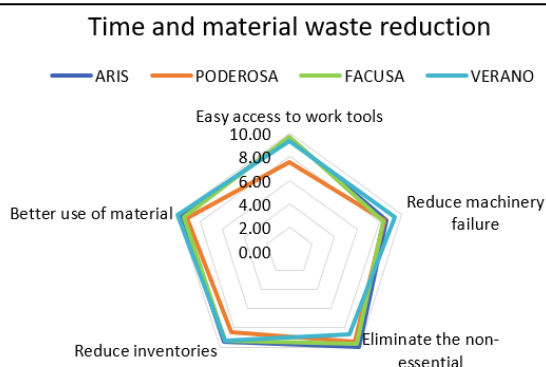 Time and material waste reduction
ARIS PODEROSA FACUSA VERANO
Easy access to work tools
10.00
8.00
6.00
4.00
2.00
0.00
Reduce machinery
failure
Eliminate the non-
essential
Reduce inventories
Better use of material